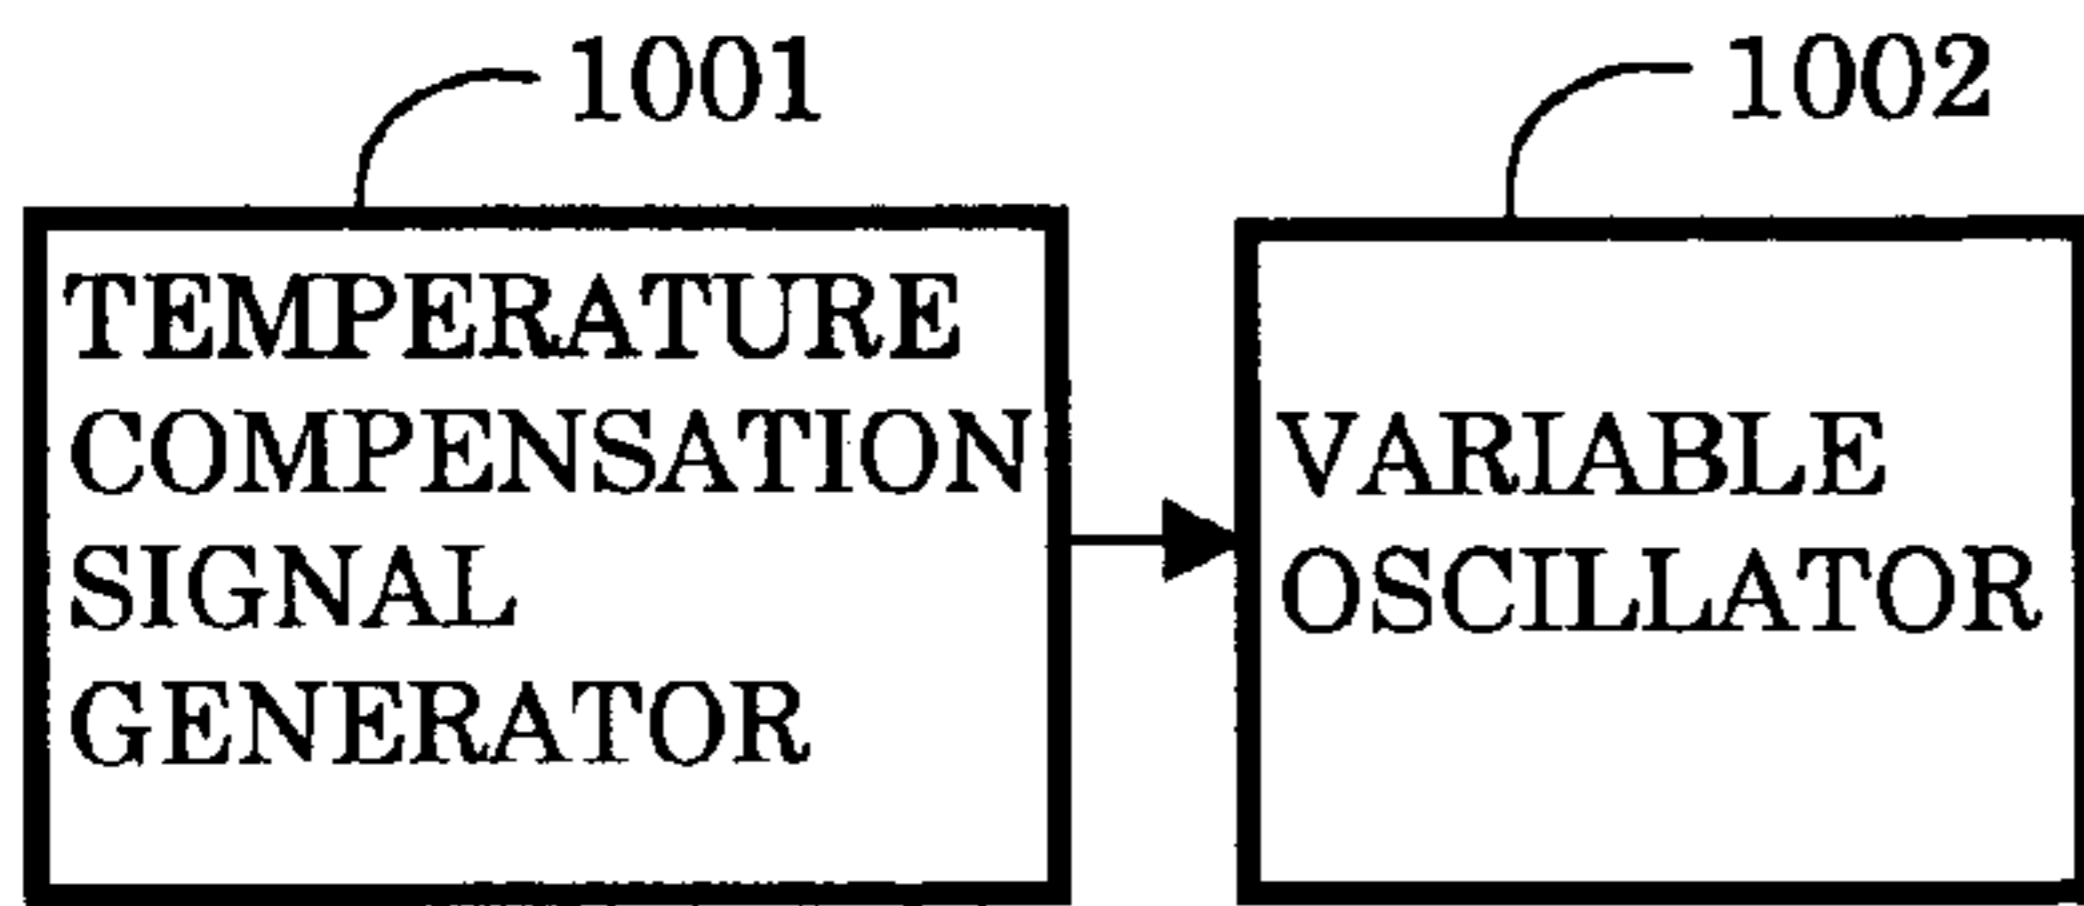 1001
1002
TEMPERATURE
COMPENSATION
SIGNAL
GENERATOR
VARIABLE
OSCILLATOR